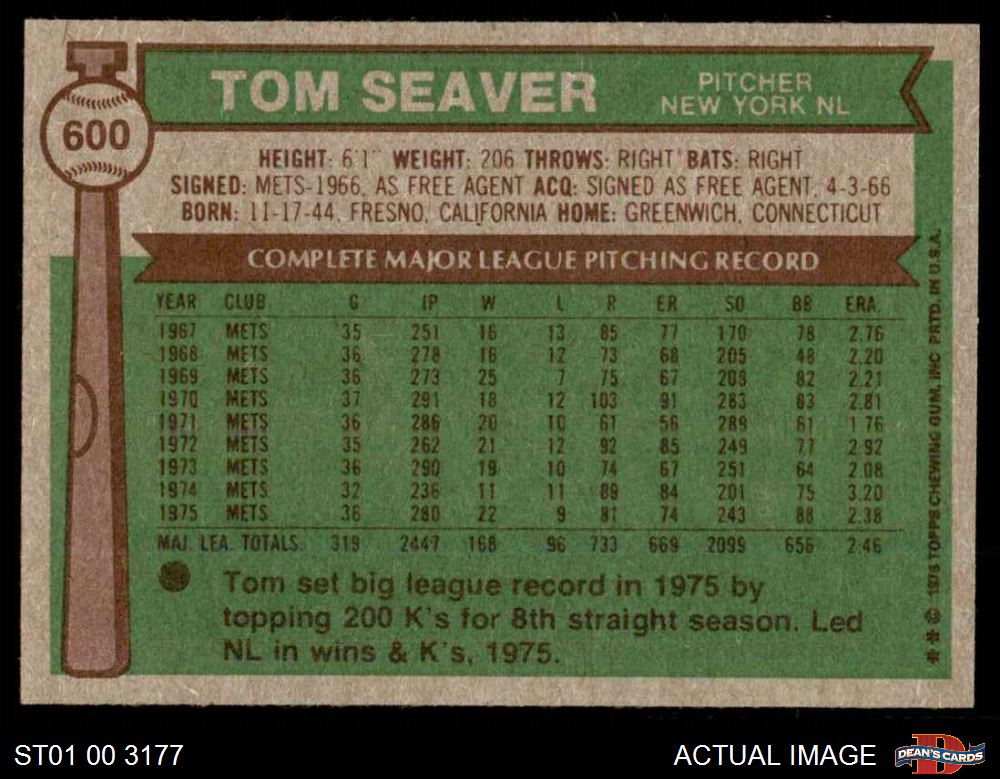 TOM SEAVER
PITCHER
NEW YORK NL
600
HEIGHT: 6'1" WEIGHT: 206 THROWS: RIGHT BATS: RIGHT
SIGNED: METS-1966, AS FREE AGENT ACQ: SIGNED AS FREE AGENT, 4-3-66
BORN: 11-17-44, FRESNO, CALIFORNIA HOME: GREENWICH, CONNECTICUT
COMPLETE MAJOR LEAGUE PITCHING RECORD
YEAR CLUB G IP W L R ER SO BB ERA
1967 METS 35 251 16 13 85 77 170 78 2.76
1968 METS 36 278 16 12 73 68 205 48 2.20
1969 METS 36 273 25 7 75 67 208 82 2.21
1970 METS 37 291 18 12 103 91 283 83 2.81
1971 METS 36 286 20 10 61 56 289 61 1.76
1972 METS 35 262 21 12 92 85 249 77 2.92
1973 METS 36 290 19 10 74 67 251 64 2.08
1974 METS 32 236 11 11 89 84 201 75 3.20
1975 METS 36 280 22 9 81 74 243 88 2.38
MAJ. LEA. TOTALS 319 2447 168 96 733 669 2099 656 2.46
Tom set big league record in 1975 by
topping 200 K's for 8th straight season. Led
NL in wins & K's, 1975.
** © 1976 TOPPS CHEWING GUM, INC PRTD. IN U.S.A.
ST01 00 3177
ACTUAL IMAGE
DEAN'S CARDS